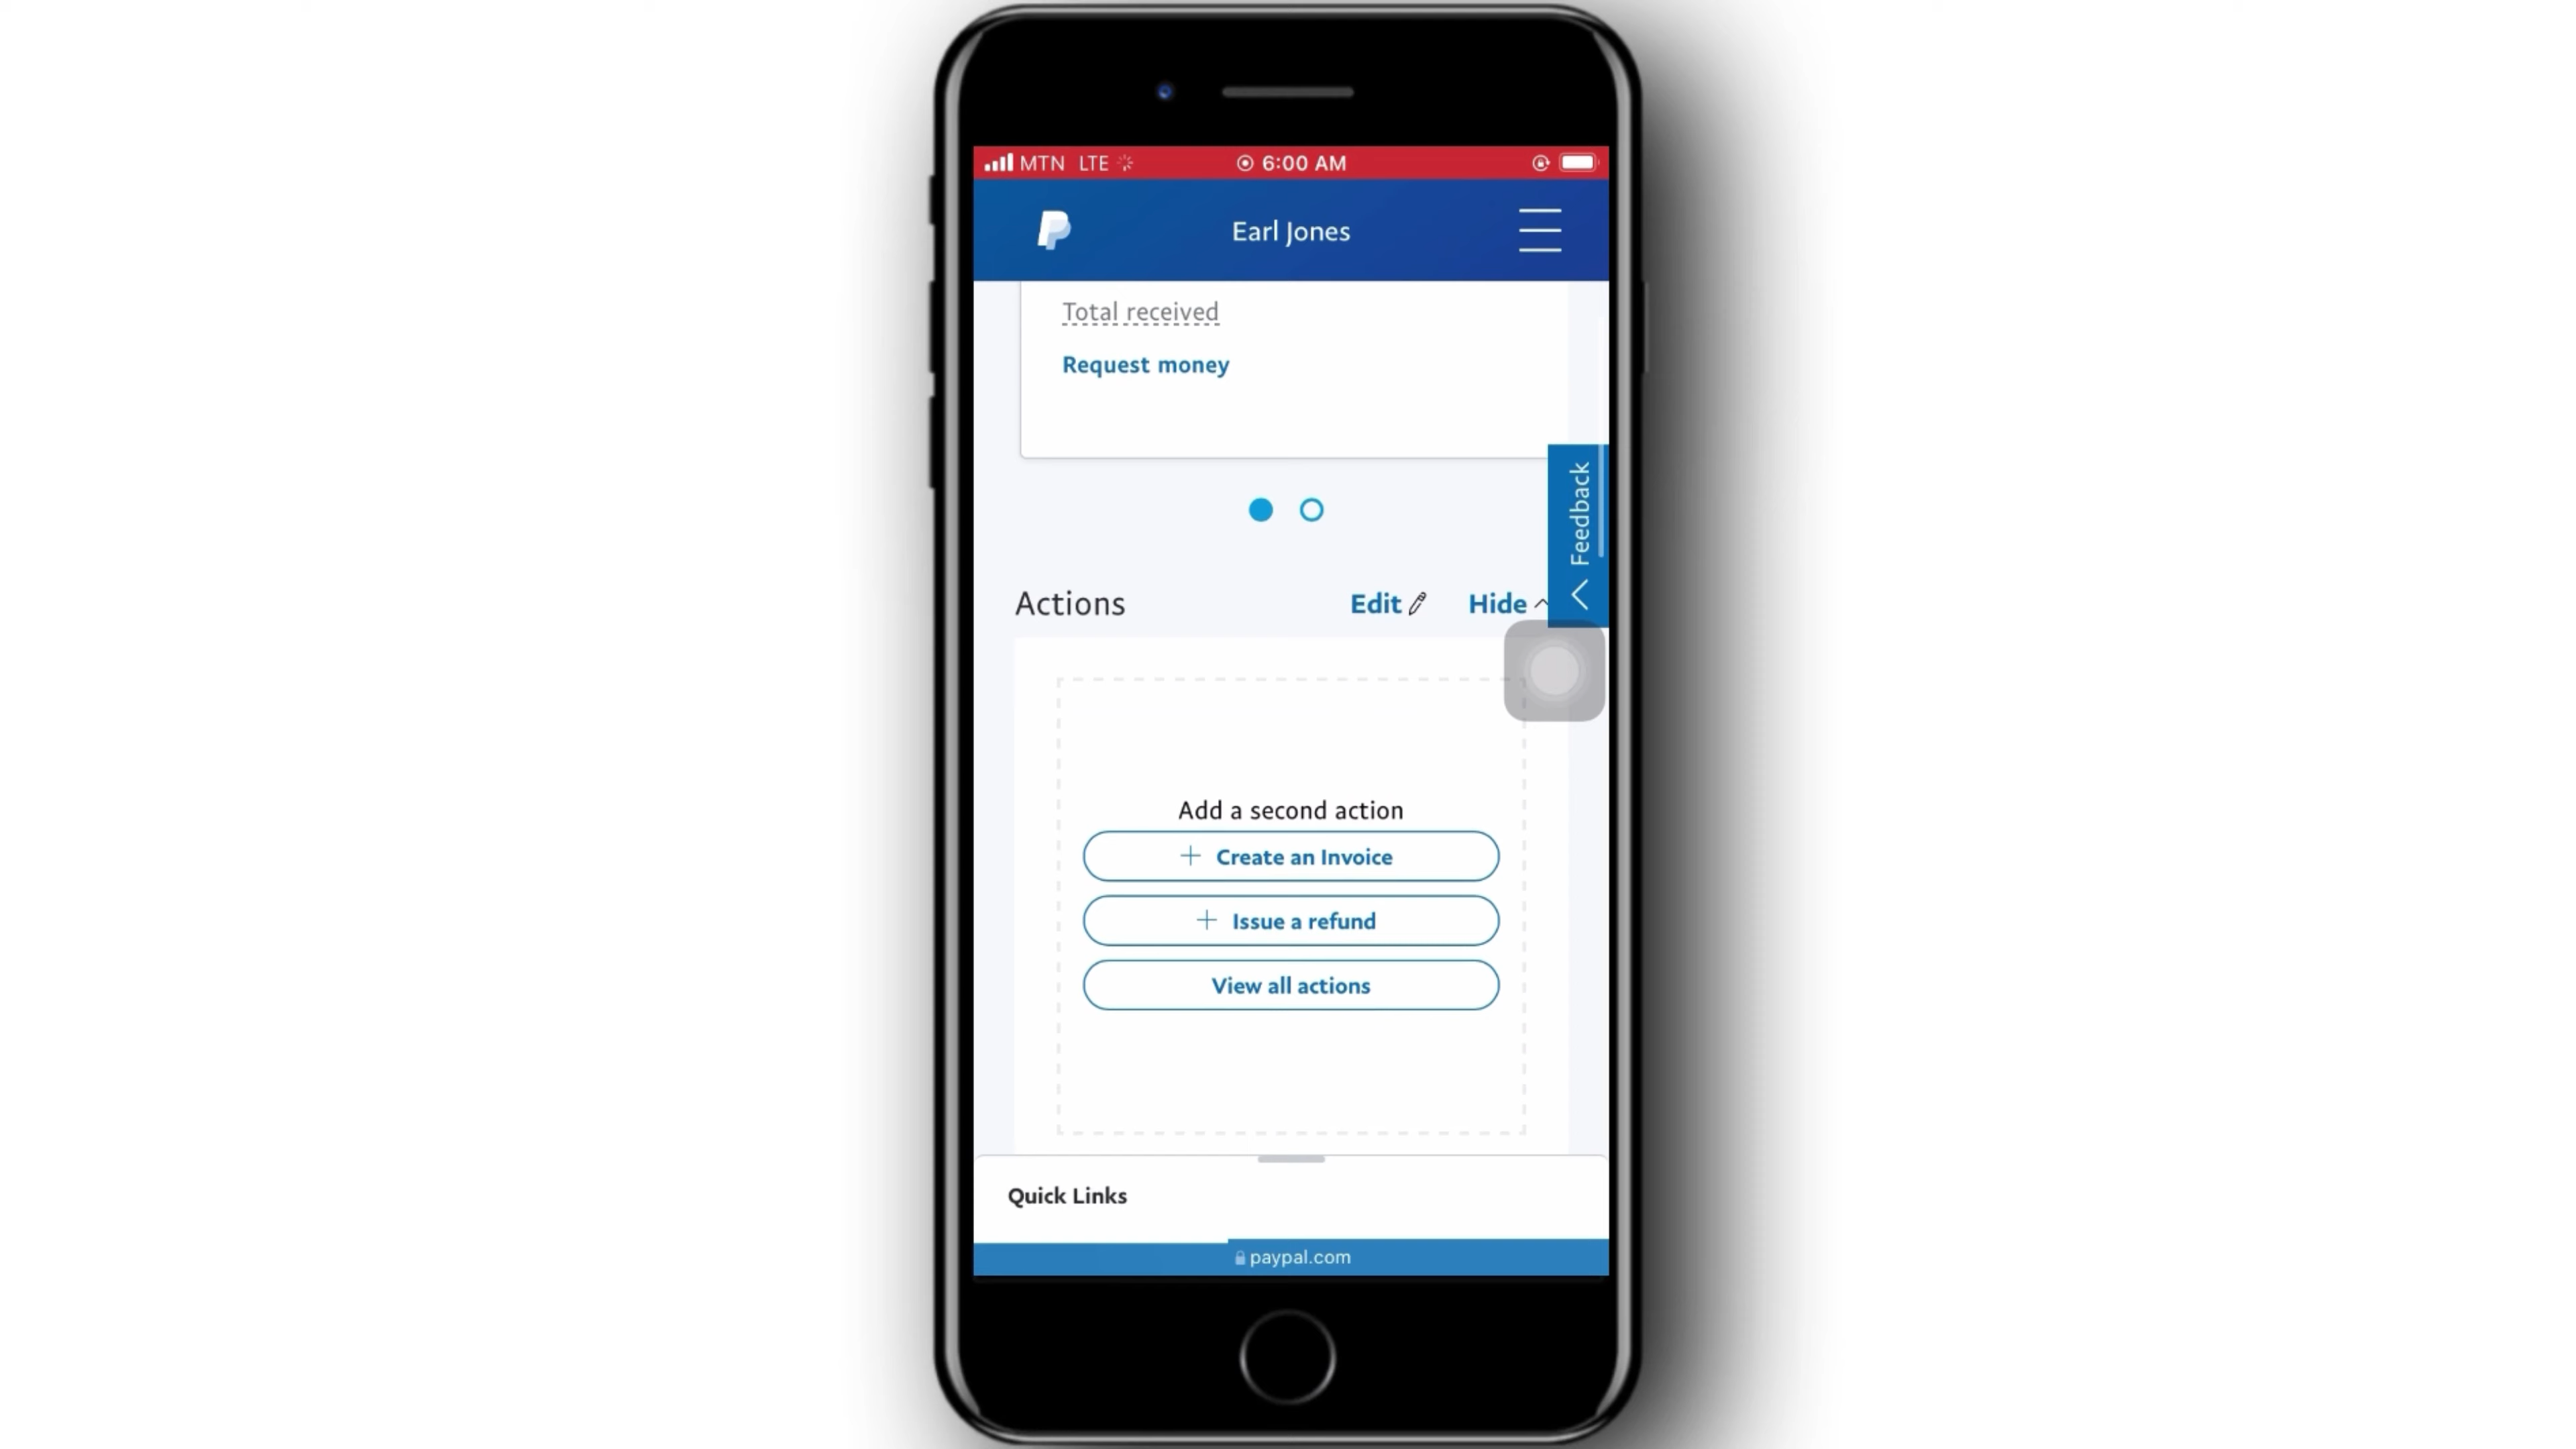 MTN LTE 6:00 AM
Earl Jones
Total received
Request money
Feedback
Actions Edit Hide
Add a second action
+ Create an Invoice
+ Issue a refund
View all actions
Quick Links
paypal.com